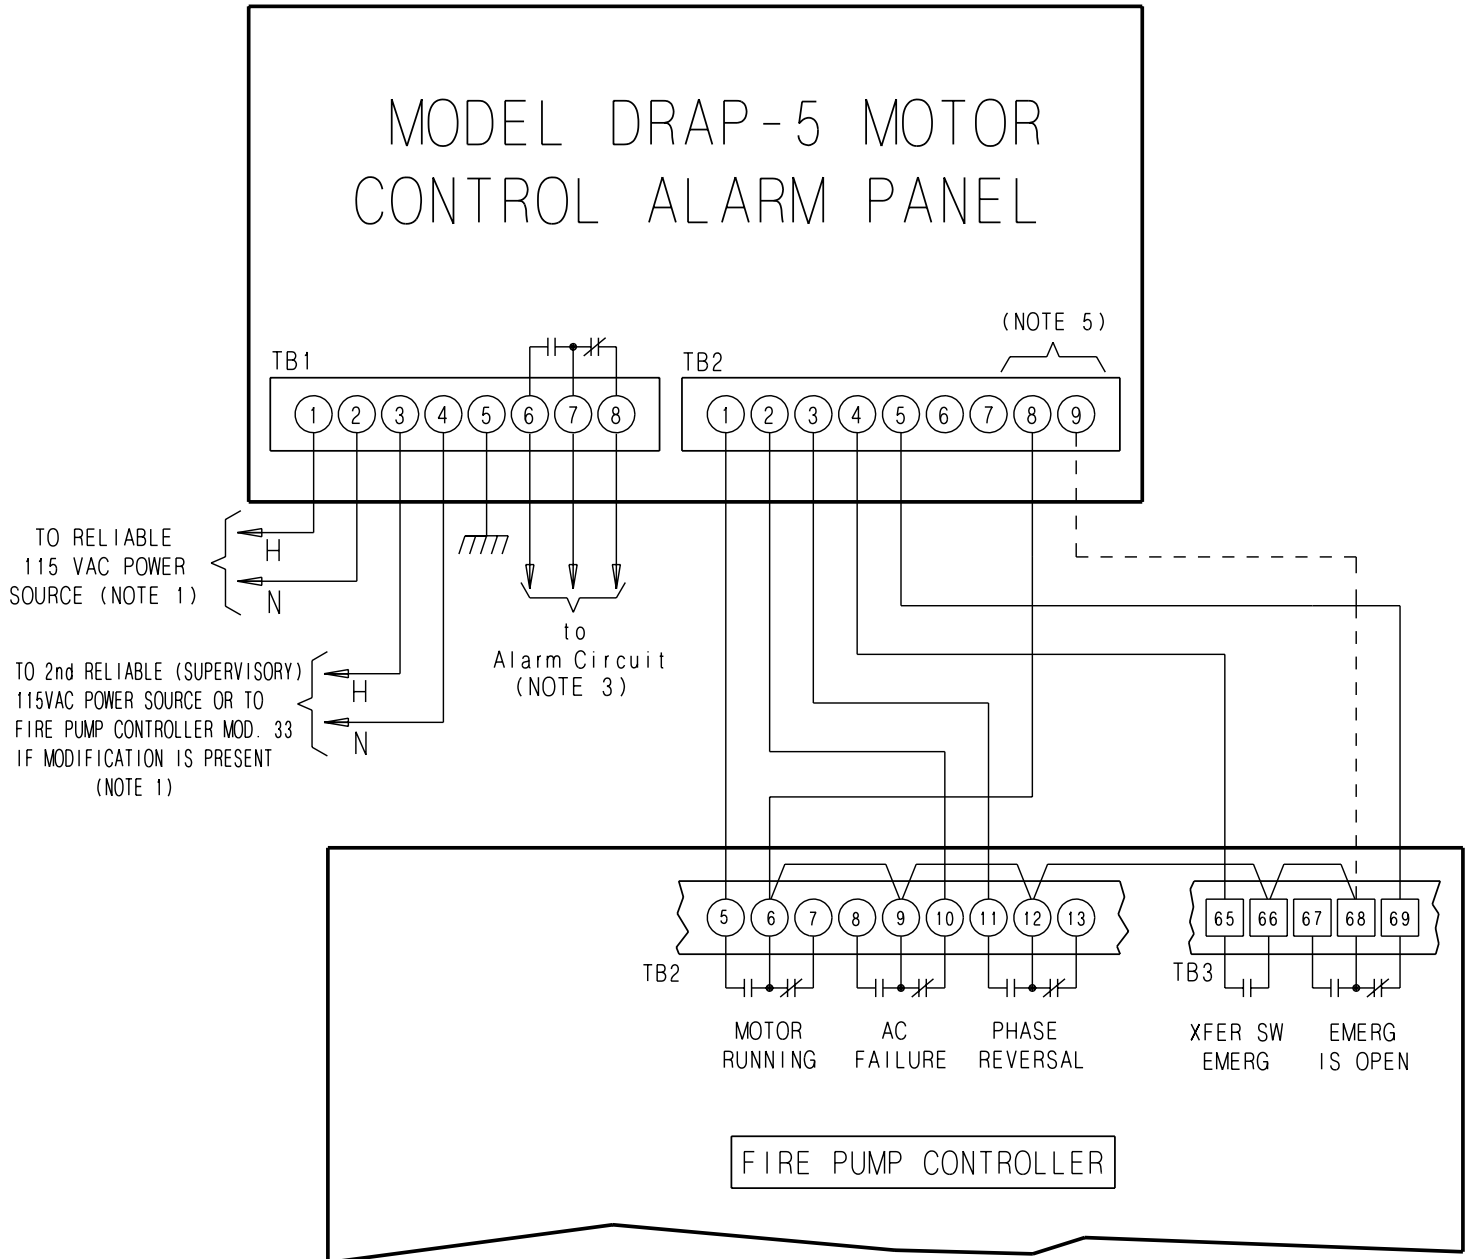 MODEL DRAP-5 MOTOR
CONTROL ALARM PANEL
(NOTE 5)
TB1
TB2
1 2 3 4 5 6 7 8
1 2 3 4 5 6 7 8 9
TO RELIABLE
115 VAC POWER
SOURCE (NOTE 1)
H
N
TO 2nd RELIABLE (SUPERVISORY)
115VAC POWER SOURCE OR TO
FIRE PUMP CONTROLLER MOD. 33
IF MODIFICATION IS PRESENT
(NOTE 1)
H
N
to
Alarm Circuit
(NOTE 3)
5 6 7 8 9 10 11 12 13
65 66 67 68 69
TB2
TB3
MOTOR
RUNNING
AC
FAILURE
PHASE
REVERSAL
XFER SW
EMERG
EMERG
IS OPEN
FIRE PUMP CONTROLLER